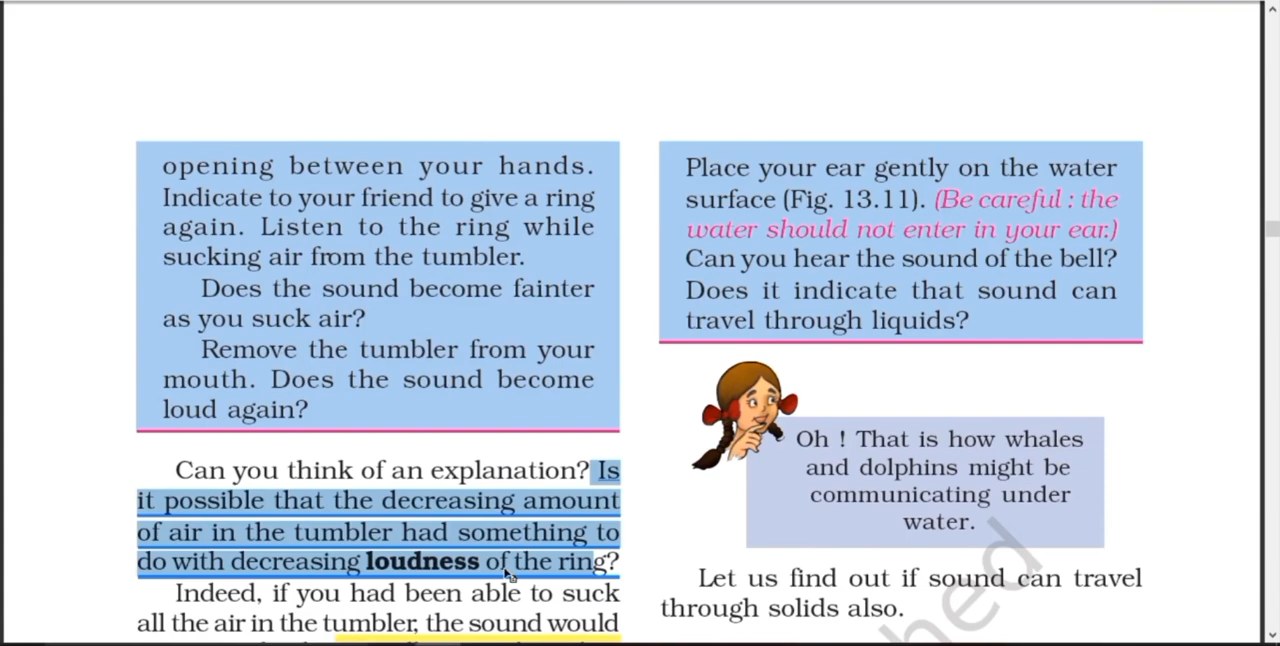 opening between your hands.
Indicate to your friend to give a ring
again. Listen to the ring while
sucking air from the tumbler.
Does the sound become fainter
as you suck air?
Remove the tumbler from your
mouth. Does the sound become
loud again?
Can you think of an explanation? Is
it possible that the decreasing amount
of air in the tumbler had something to
do with decreasing loudness of the ring?
Indeed, if you had been able to suck
all the air in the tumbler, the sound would
Place your ear gently on the water
surface (Fig. 13.11). (Be careful : the
water should not enter in your ear.)
Can you hear the sound of the bell?
Does it indicate that sound can
travel through liquids?
Oh ! That is how whales
and dolphins might be
communicating under
water.
Let us find out if sound can travel
through solids also.
hed